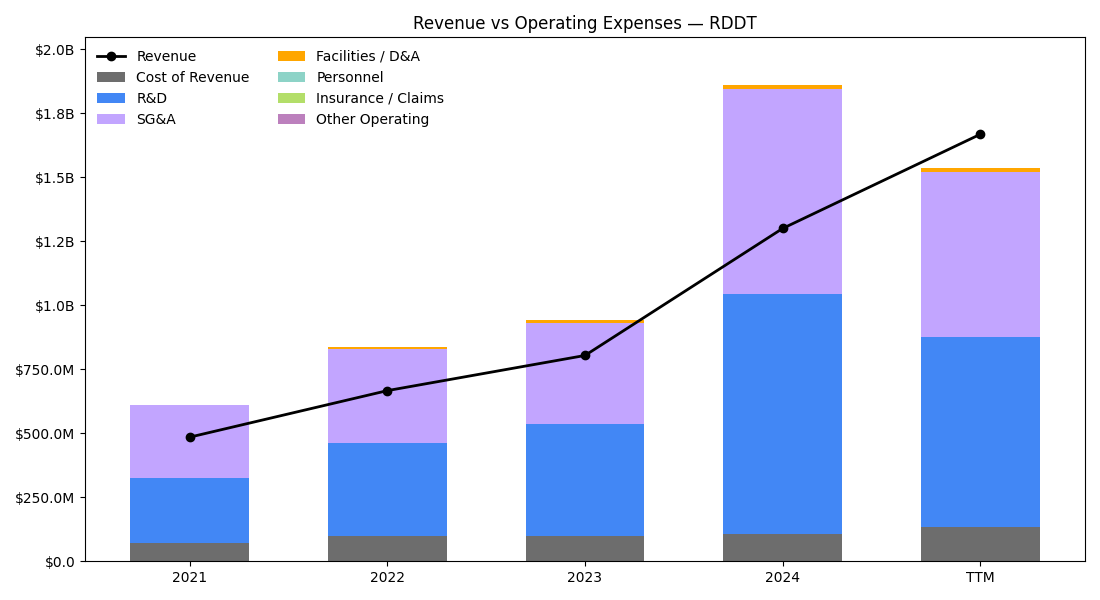 Revenue vs Operating Expenses — RDDT
$2.0B
$1.8B
$1.5B
$1.2B
$1.0B
$750.0M
$500.0M
$250.0M
$0.0
Revenue
Cost of Revenue
R&D
SG&A
Facilities / D&A
Personnel
Insurance / Claims
Other Operating
2021
2022
2023
2024
TTM